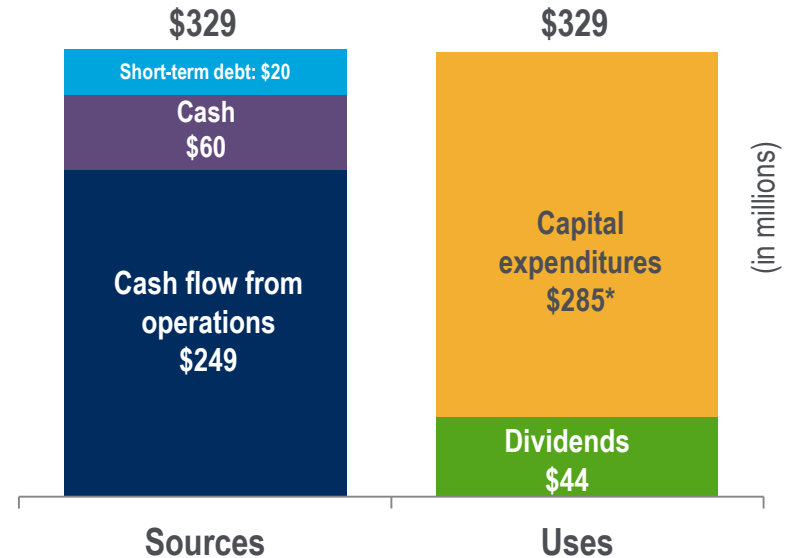 $329
Short-term debt: $20
Cash
$60
Cash flow from
operations
$249
Sources
$329
Capital
expenditures
$285*
Dividends
$44
Uses
(in millions)